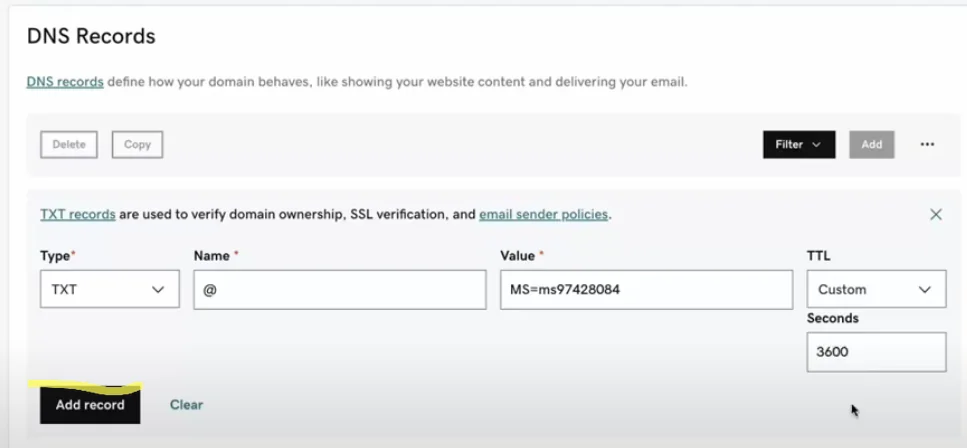 DNS Records
DNS records define how your domain behaves, like showing your website content and delivering your email.
Delete Copy Filter Add ...
TXT records are used to verify domain ownership, SSL verification, and email sender policies.
Type* Name * Value * TTL
TXT @ MS=ms97428084 Custom
Seconds
3600
Add record Clear